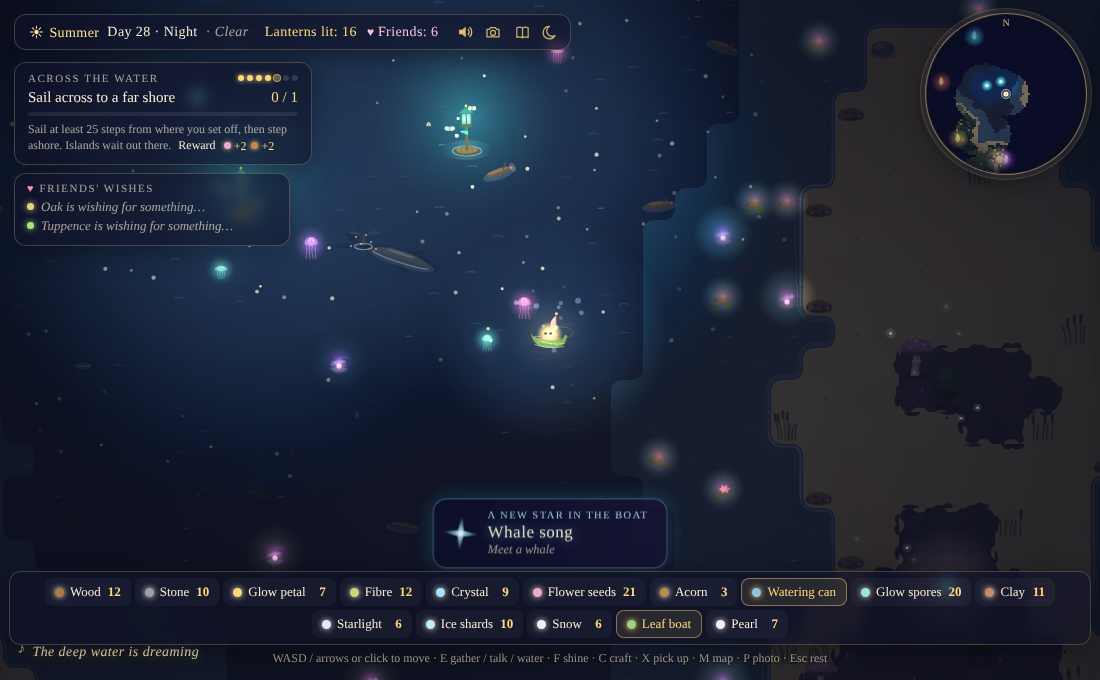 Summer Day 28 · Night · Clear Lanterns lit: 16 ♥ Friends: 6
N
ACROSS THE WATER
Sail across to a far shore 0 / 1
Sail at least 25 steps from where you set off, then step
ashore. Islands wait out there. Reward +2 +2
♥ FRIENDS' WISHES
Oak is wishing for something…
Tuppence is wishing for something…
A NEW STAR IN THE BOAT
Whale song
Meet a whale
Wood 12 Stone 10 Glow petal 7 Fibre 12 Crystal 9 Flower seeds 21 Acorn 3 Watering can Glow spores 20 Clay 11
Starlight 6 Ice shards 10 Snow 6 Leaf boat Pearl 7
♪ The deep water is dreaming
WASD / arrows or click to move · E gather / talk / water · F shine · C craft · X pick up · M map · P photo · Esc rest